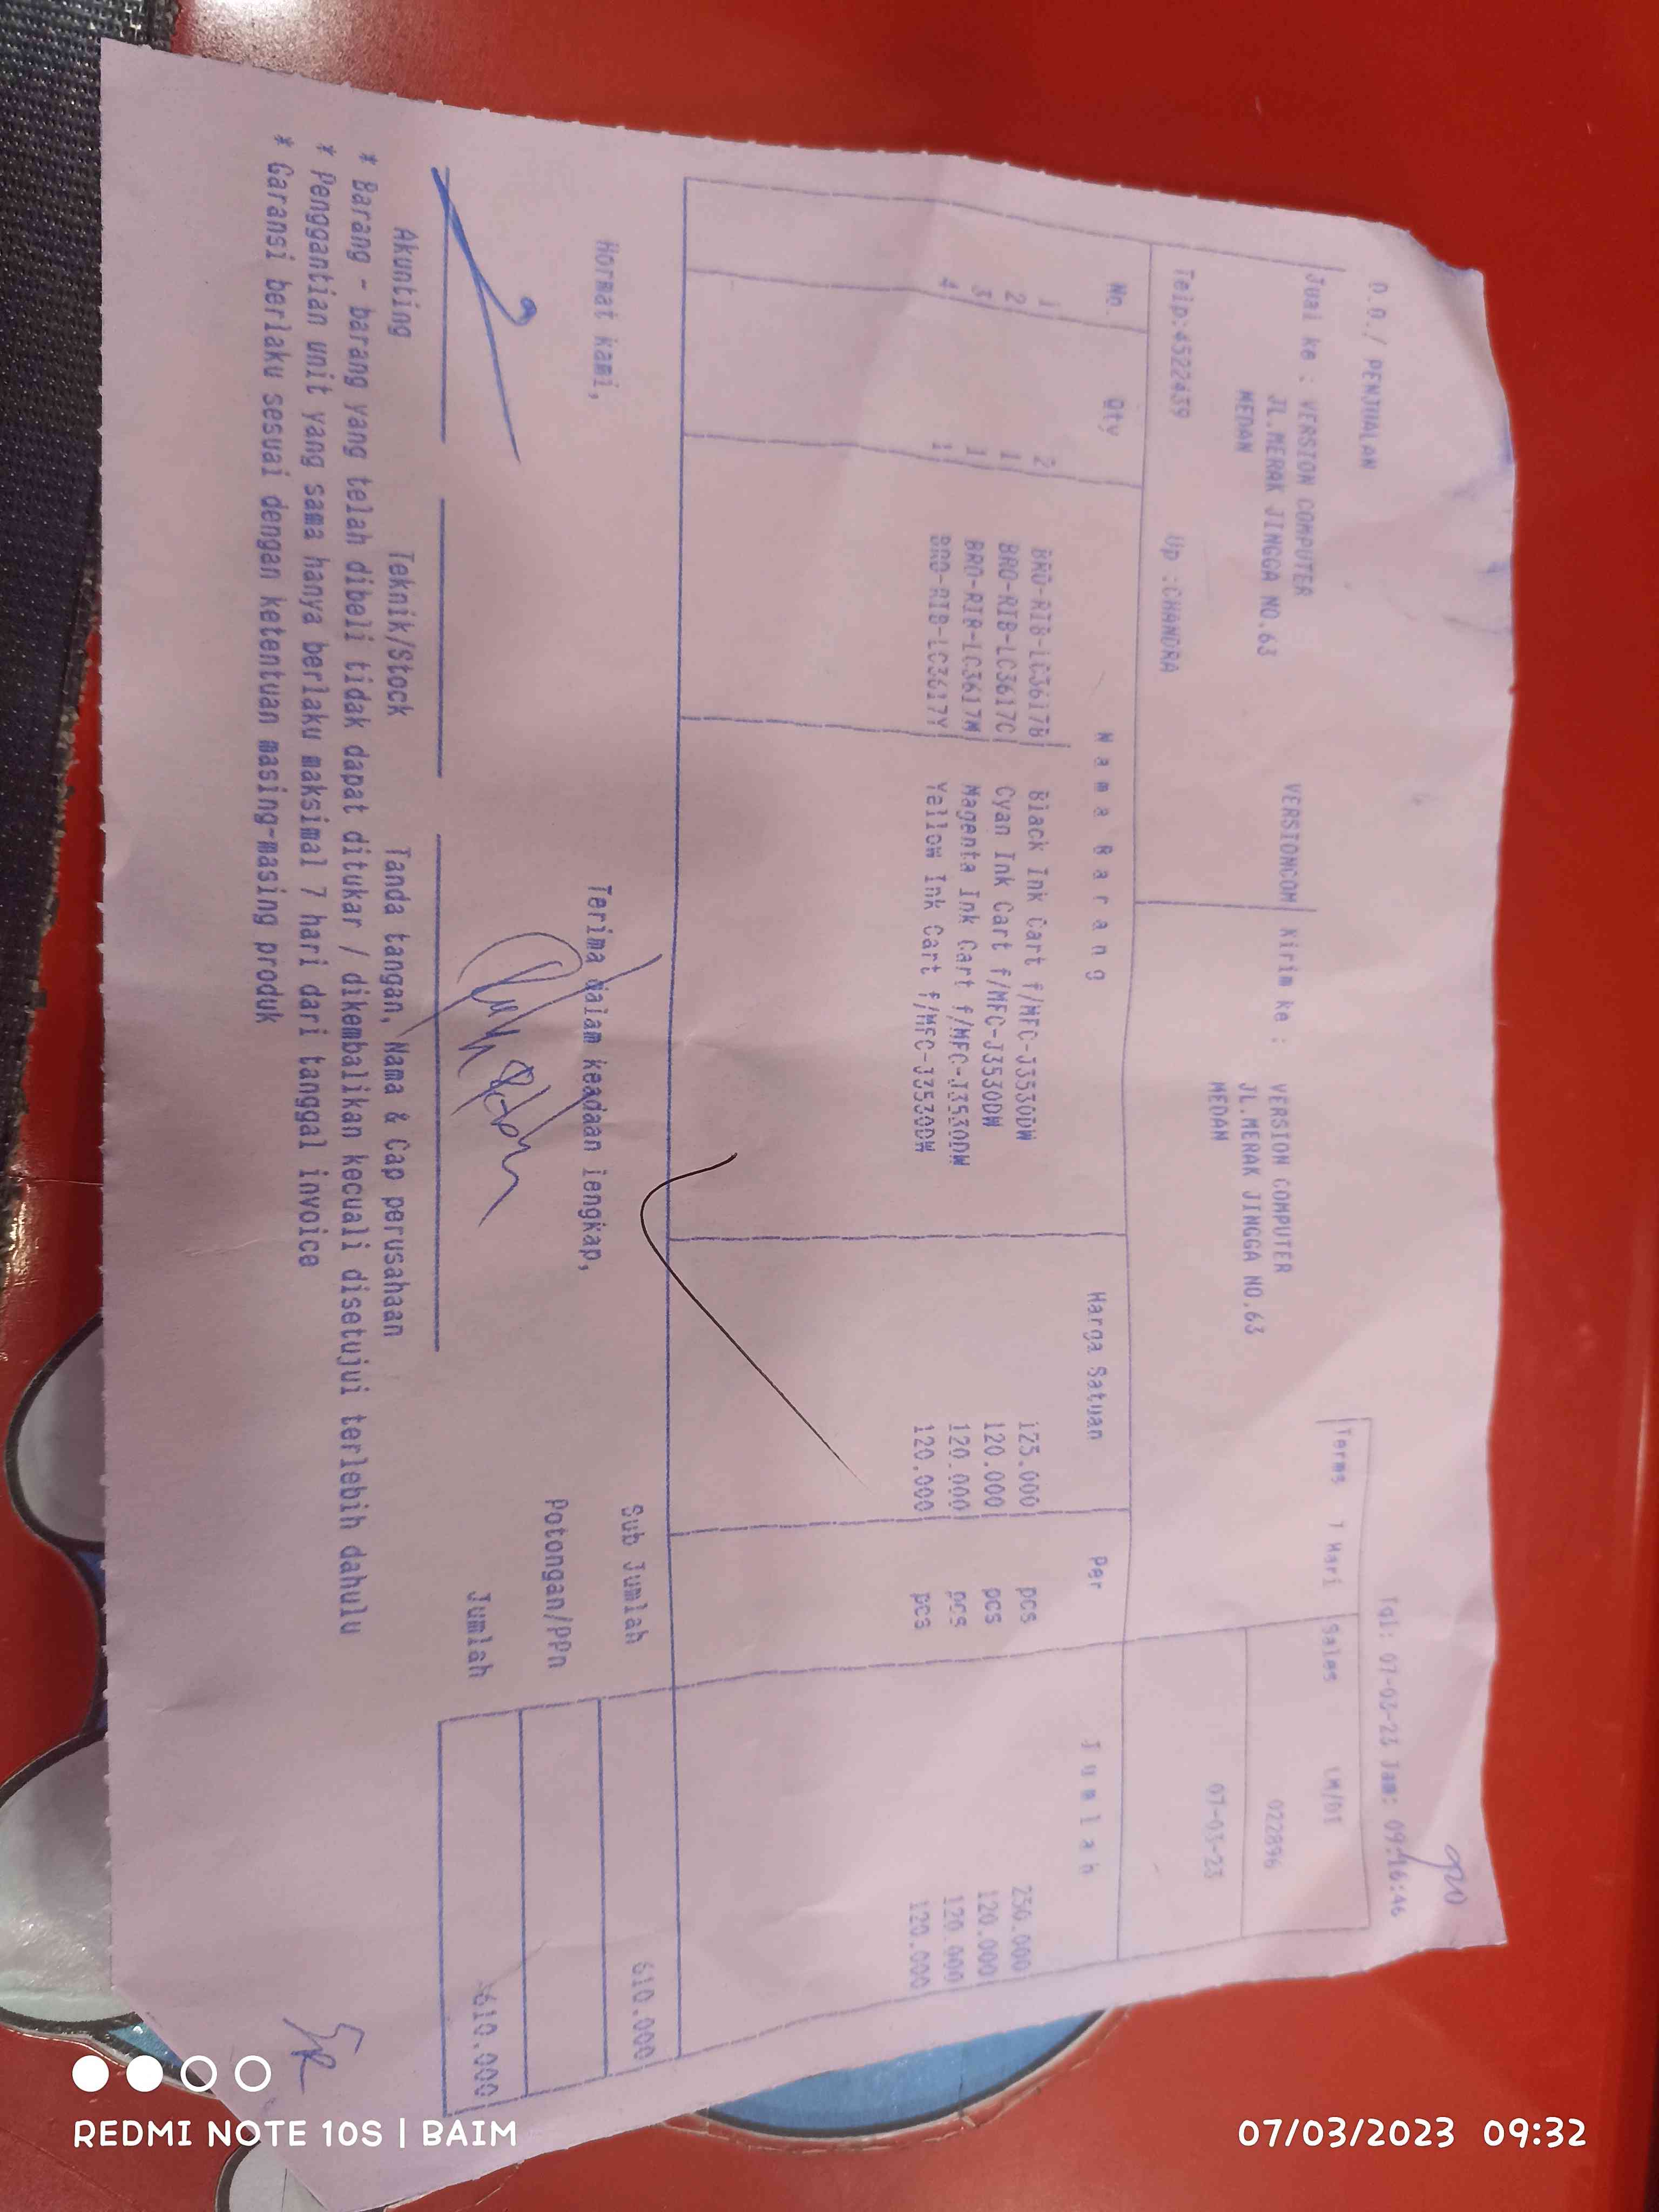 D.O./ PENJUALAN Tgl: 07-03-23 Jam: 09:16:46
Jual ke : VERSION COMPUTER VERSIONCOM Kirim ke : VERSION COMPUTER Terms 7 Hari Sales LM/01
JL.MERAK JINGGA NO.63 JL.MERAK JINGGA NO.63 022896
MEDAN MEDAN
07-03-23
Telp:4522439 Up :CHANDRA
No. Qty Nama Barang Harga Satuan Per Jumlah
1 2 BRO-RIB-LC3617B Black Ink Cart f/MFC-J3530DW 125.000 pcs 250.000
2 1 BRO-RIB-LC3617C Cyan Ink Cart f/MFC-J3530DW 120.000 pcs 120.000
3 1 BRO-RIB-LC3617M Magenta Ink Cart f/MFC-J3530DW 120.000 pcs 120.000
4 1 BRO-RIB-LC3617Y Yellow Ink Cart f/MFC-J3530DW 120.000 pcs 120.000
Hormat kami, Terima dalam keadaan lengkap, Sub Jumlah 610.000
Potongan/PPn
Jumlah 610.000
Akunting Teknik/Stock Tanda tangan, Nama & Cap perusahaan
* Barang - barang yang telah dibeli tidak dapat ditukar / dikembalikan kecuali disetujui terlebih dahulu
* Penggantian unit yang sama hanya berlaku maksimal 7 hari dari tanggal invoice
* Garansi berlaku sesuai dengan ketentuan masing-masing produk
REDMI NOTE 10S | BAIM
07/03/2023 09:32